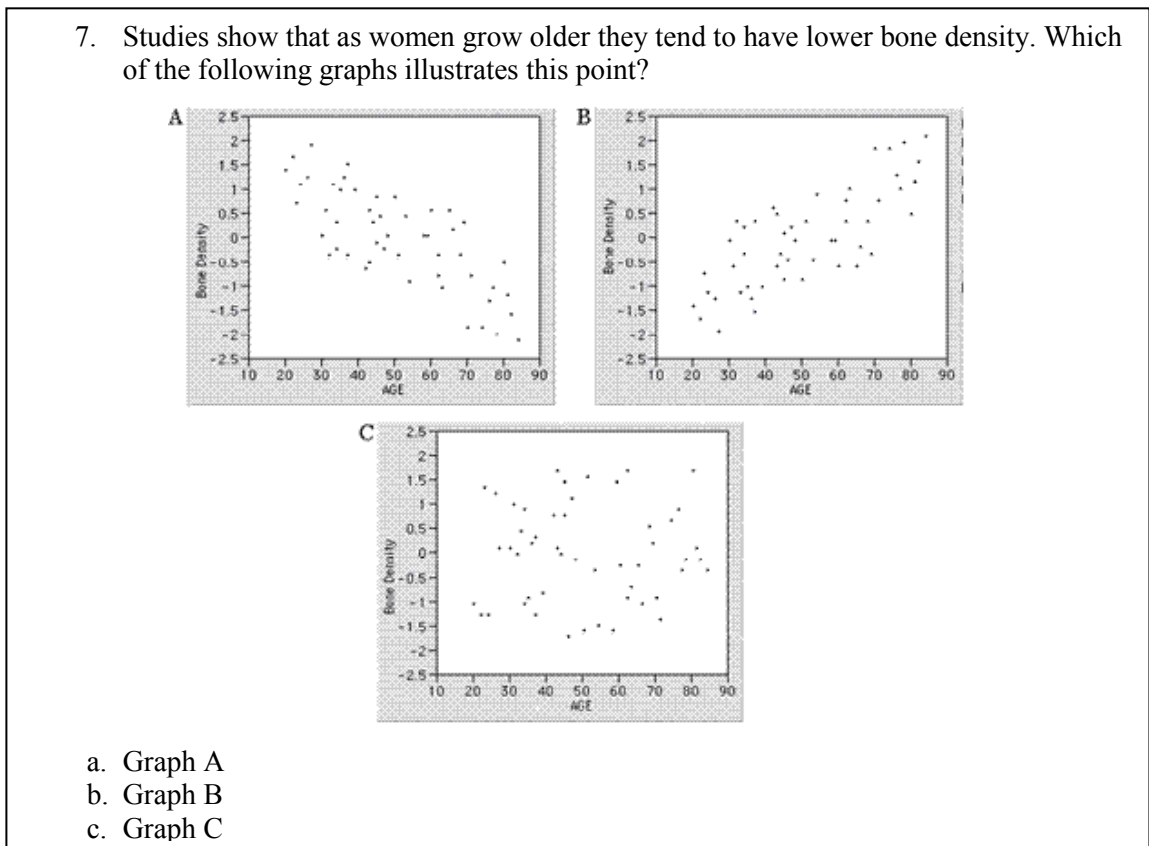 7. Studies show that as women grow older they tend to have lower bone density. Which
of the following graphs illustrates this point?
A
2.5
2
1.5
1
0.5
0
-0.5
-1
-1.5
-2
-2.5
Bone Density
10 20 30 40 50 60 70 80 90
AGE
B
2.5
2
1.5
1
0.5
0
-0.5
-1
-1.5
-2
-2.5
Bone Density
10 20 30 40 50 60 70 80 90
AGE
C
2.5
2
1.5
1
0.5
0
-0.5
-1
-1.5
-2
-2.5
Bone Density
10 20 30 40 50 60 70 80 90
AGE
a. Graph A
b. Graph B
c. Graph C